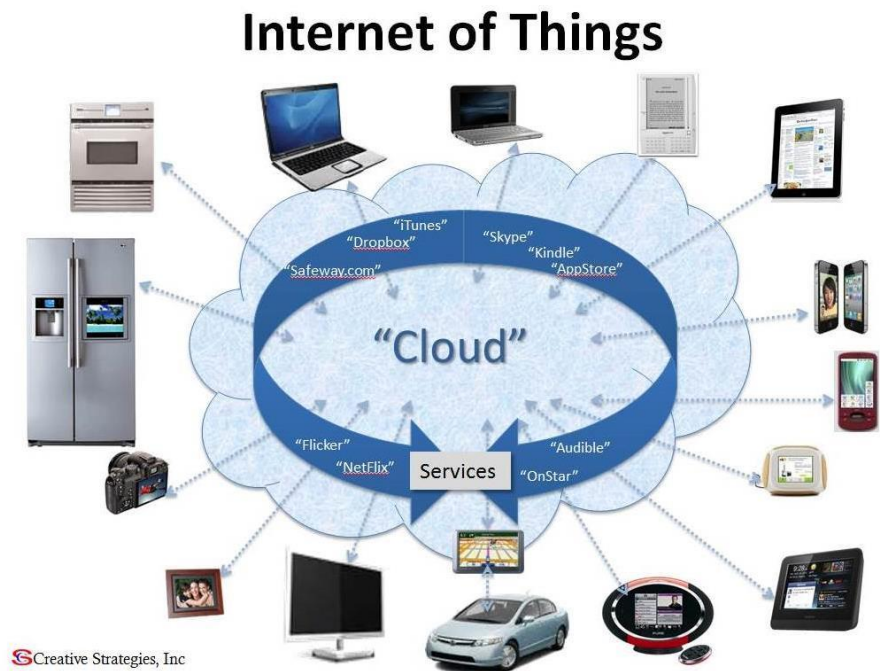 Internet of Things
“iTunes”
“Dropbox”
“Safeway.com”
“Skype”
“Kindle”
“AppStore”
“Cloud”
“Flicker”
“NetFlix”
Services
“Audible”
“OnStar”
Creative Strategies, Inc